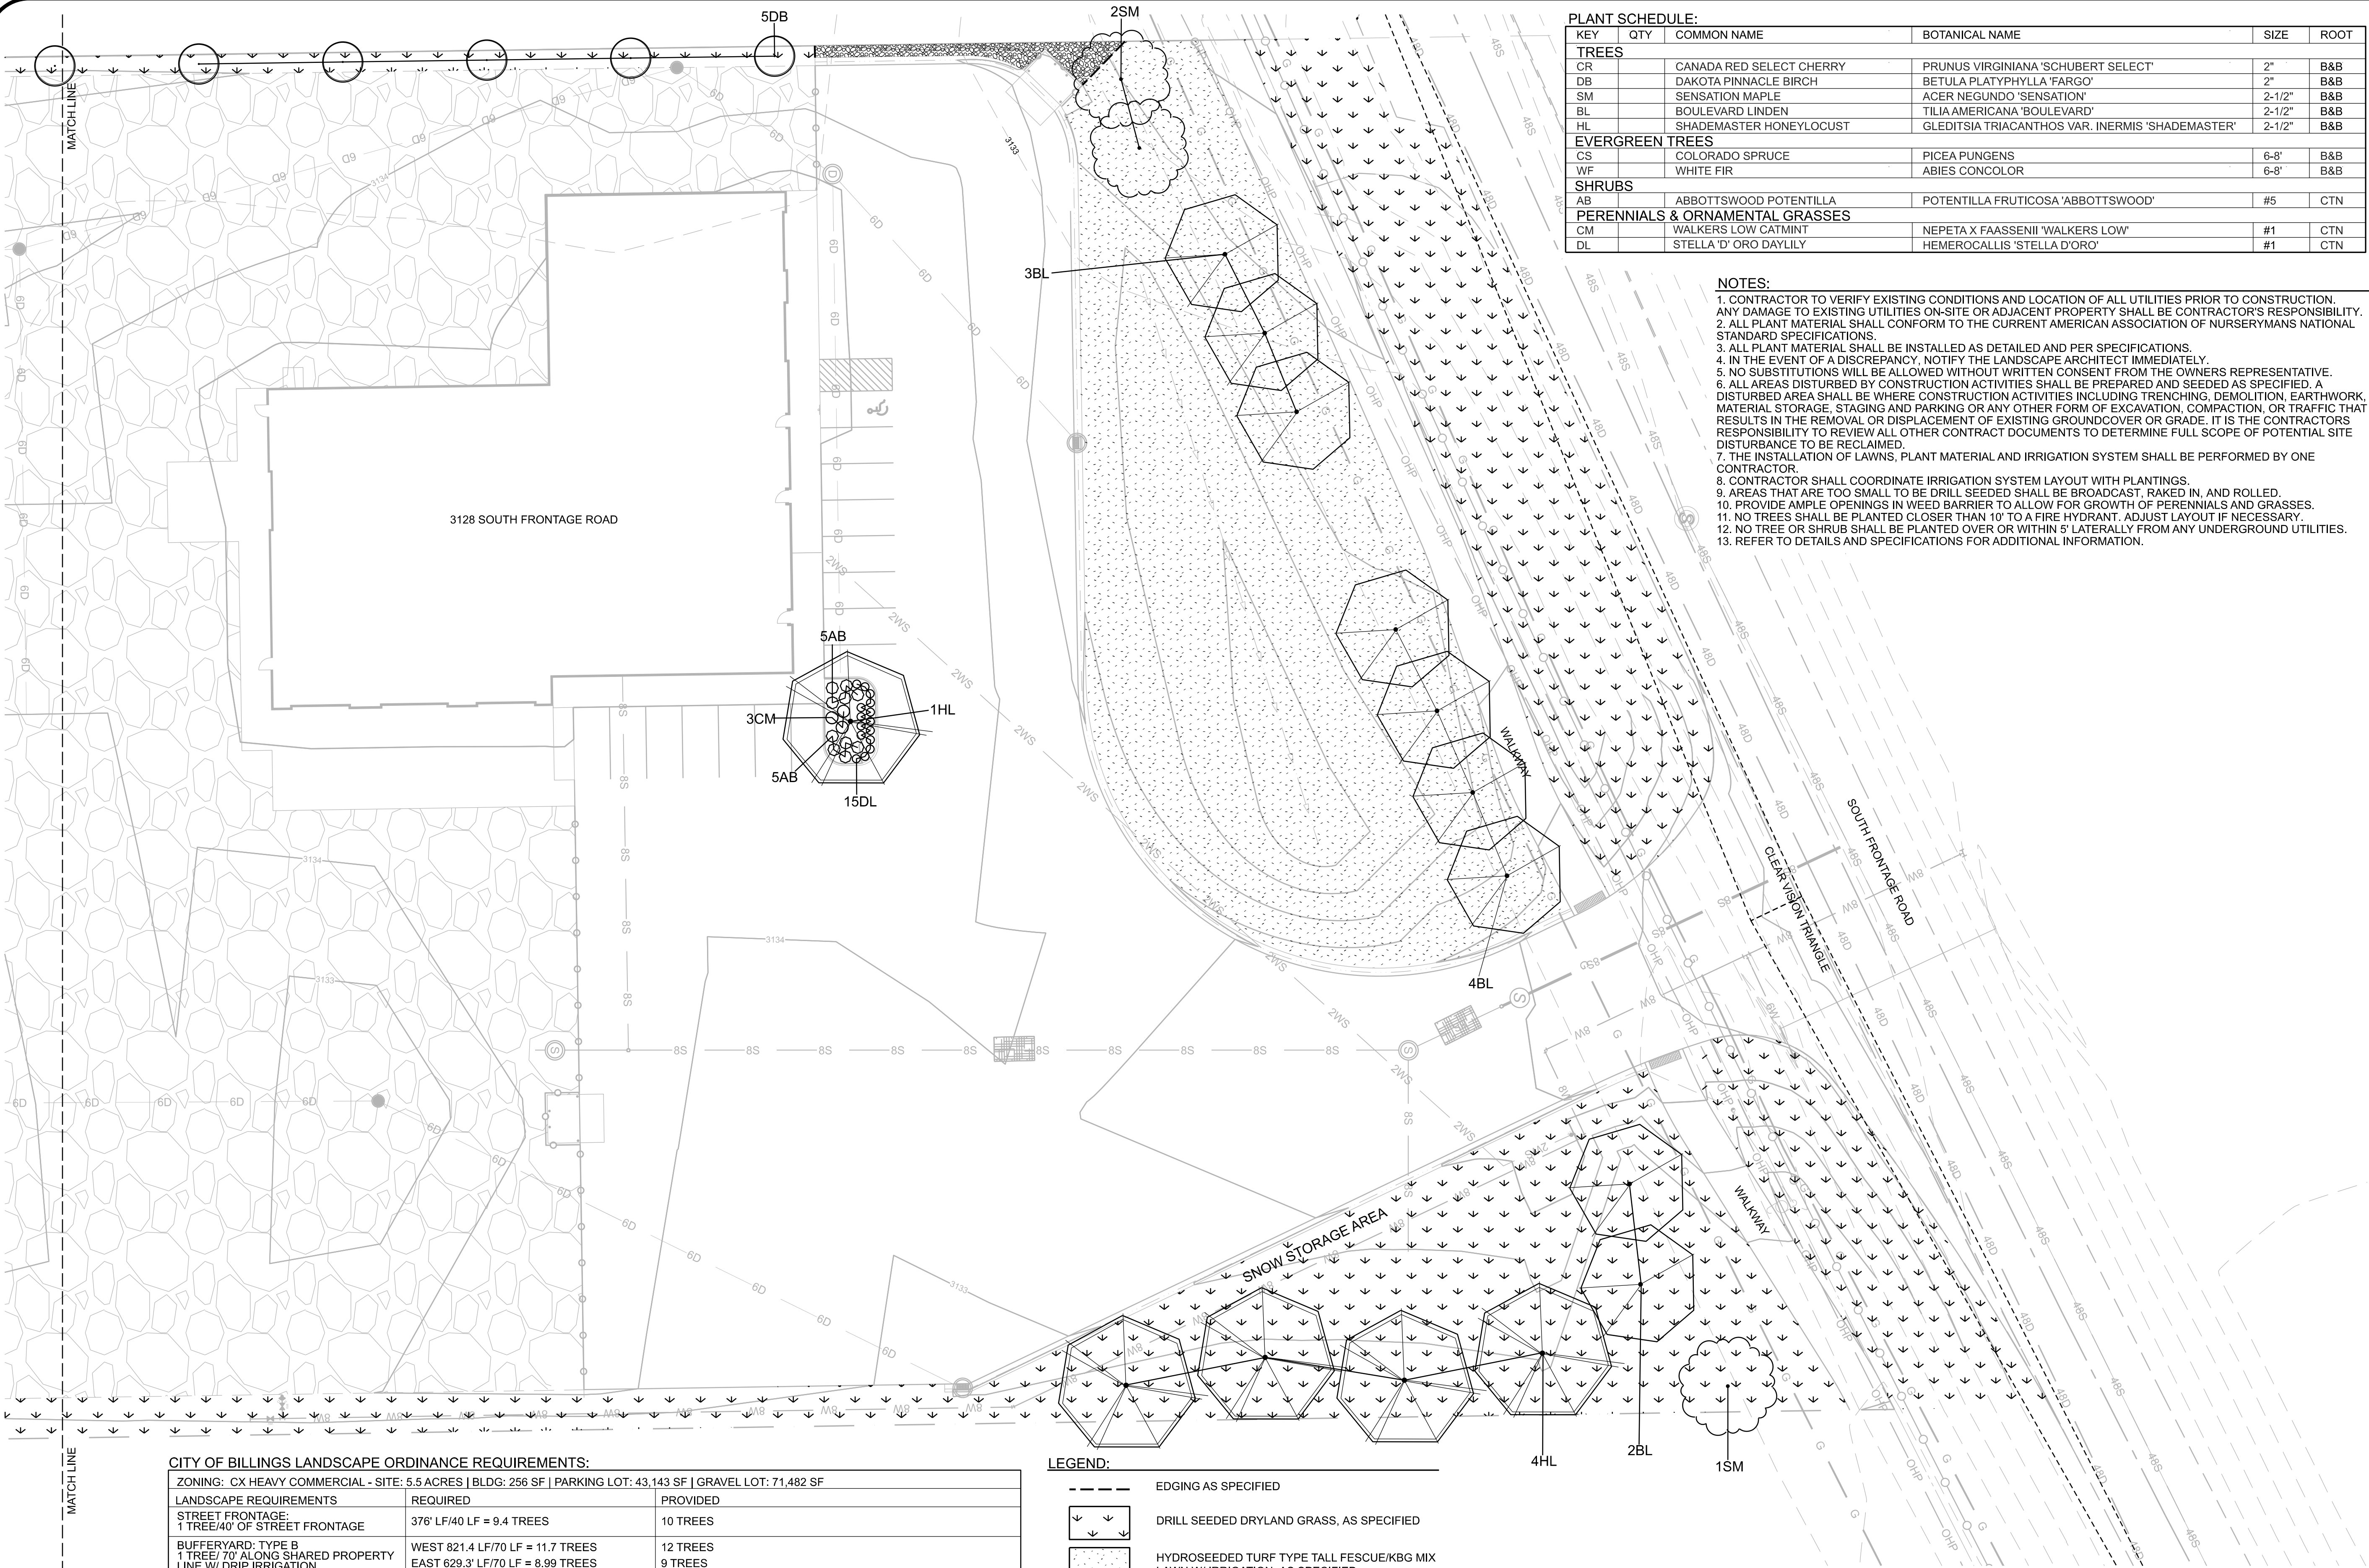 5DB
2SM
MATCH LINE
3134
3133
3BL
3128 SOUTH FRONTAGE ROAD
5AB
3CM
1HL
5AB
15DL
WALKWAY
4BL
SOUTH FRONTAGE ROAD
CLEAR VISION TRIANGLE
3134
3134
3133
SNOW STORAGE AREA
WALKWAY
3133
4HL
2BL
1SM
MATCH LINE
PLANT SCHEDULE:
KEY QTY COMMON NAME BOTANICAL NAME SIZE ROOT
TREES
CR CANADA RED SELECT CHERRY PRUNUS VIRGINIANA 'SCHUBERT SELECT' 2" B&B
DB DAKOTA PINNACLE BIRCH BETULA PLATYPHYLLA 'FARGO' 2" B&B
SM SENSATION MAPLE ACER NEGUNDO 'SENSATION' 2-1/2" B&B
BL BOULEVARD LINDEN TILIA AMERICANA 'BOULEVARD' 2-1/2" B&B
HL SHADEMASTER HONEYLOCUST GLEDITSIA TRIACANTHOS VAR. INERMIS 'SHADEMASTER' 2-1/2" B&B
EVERGREEN TREES
CS COLORADO SPRUCE PICEA PUNGENS 6-8' B&B
WF WHITE FIR ABIES CONCOLOR 6-8' B&B
SHRUBS
AB ABBOTTSWOOD POTENTILLA POTENTILLA FRUTICOSA 'ABBOTTSWOOD' #5 CTN
PERENNIALS & ORNAMENTAL GRASSES
CM WALKERS LOW CATMINT NEPETA X FAASSENII 'WALKERS LOW' #1 CTN
DL STELLA 'D' ORO DAYLILY HEMEROCALLIS 'STELLA D'ORO' #1 CTN
NOTES:
1. CONTRACTOR TO VERIFY EXISTING CONDITIONS AND LOCATION OF ALL UTILITIES PRIOR TO CONSTRUCTION.
ANY DAMAGE TO EXISTING UTILITIES ON-SITE OR ADJACENT PROPERTY SHALL BE CONTRACTOR'S RESPONSIBILITY.
2. ALL PLANT MATERIAL SHALL CONFORM TO THE CURRENT AMERICAN ASSOCIATION OF NURSERYMANS NATIONAL
STANDARD SPECIFICATIONS.
3. ALL PLANT MATERIAL SHALL BE INSTALLED AS DETAILED AND PER SPECIFICATIONS.
4. IN THE EVENT OF A DISCREPANCY, NOTIFY THE LANDSCAPE ARCHITECT IMMEDIATELY.
5. NO SUBSTITUTIONS WILL BE ALLOWED WITHOUT WRITTEN CONSENT FROM THE OWNERS REPRESENTATIVE.
6. ALL AREAS DISTURBED BY CONSTRUCTION ACTIVITIES SHALL BE PREPARED AND SEEDED AS SPECIFIED. A
DISTURBED AREA SHALL BE WHERE CONSTRUCTION ACTIVITIES INCLUDING TRENCHING, DEMOLITION, EARTHWORK,
MATERIAL STORAGE, STAGING AND PARKING OR ANY OTHER FORM OF EXCAVATION, COMPACTION, OR TRAFFIC THAT
RESULTS IN THE REMOVAL OR DISPLACEMENT OF EXISTING GROUNDCOVER OR GRADE. IT IS THE CONTRACTORS
RESPONSIBILITY TO REVIEW ALL OTHER CONTRACT DOCUMENTS TO DETERMINE FULL SCOPE OF POTENTIAL SITE
DISTURBANCE TO BE RECLAIMED.
7. THE INSTALLATION OF LAWNS, PLANT MATERIAL AND IRRIGATION SYSTEM SHALL BE PERFORMED BY ONE
CONTRACTOR.
8. CONTRACTOR SHALL COORDINATE IRRIGATION SYSTEM LAYOUT WITH PLANTINGS.
9. AREAS THAT ARE TOO SMALL TO BE DRILL SEEDED SHALL BE BROADCAST, RAKED IN, AND ROLLED.
10. PROVIDE AMPLE OPENINGS IN WEED BARRIER TO ALLOW FOR GROWTH OF PERENNIALS AND GRASSES.
11. NO TREES SHALL BE PLANTED CLOSER THAN 10' TO A FIRE HYDRANT. ADJUST LAYOUT IF NECESSARY.
12. NO TREE OR SHRUB SHALL BE PLANTED OVER OR WITHIN 5' LATERALLY FROM ANY UNDERGROUND UTILITIES.
13. REFER TO DETAILS AND SPECIFICATIONS FOR ADDITIONAL INFORMATION.
CITY OF BILLINGS LANDSCAPE ORDINANCE REQUIREMENTS:
ZONING: CX HEAVY COMMERCIAL - SITE: 5.5 ACRES | BLDG: 256 SF | PARKING LOT: 43,143 SF | GRAVEL LOT: 71,482 SF
LANDSCAPE REQUIREMENTS REQUIRED PROVIDED
STREET FRONTAGE:
1 TREE/40' OF STREET FRONTAGE 376' LF/40 LF = 9.4 TREES 10 TREES
BUFFERYARD: TYPE B
1 TREE/ 70' ALONG SHARED PROPERTY
LINE W/ DRIP IRRIGATION
WEST 821.4 LF/70 LF = 11.7 TREES 12 TREES
EAST 629.3' LF/70 LF = 8.99 TREES 9 TREES
LEGEND:
EDGING AS SPECIFIED
DRILL SEEDED DRYLAND GRASS, AS SPECIFIED
HYDROSEEDED TURF TYPE TALL FESCUE/KBG MIX